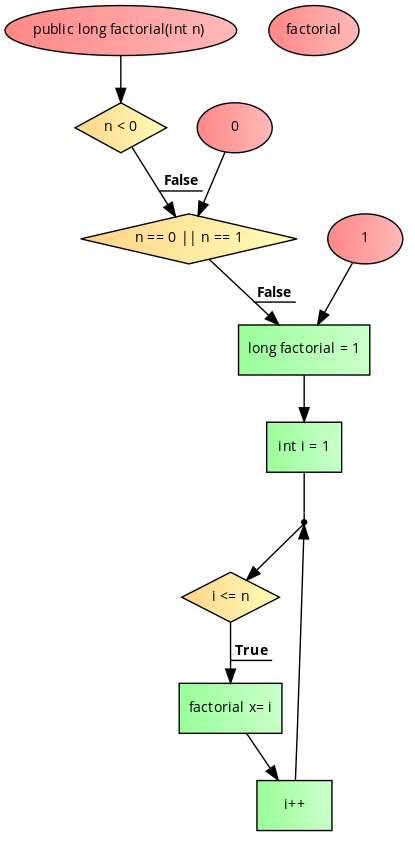 public long factorial(int n)
factorial
n < 0
0
False
n == 0 || n == 1
1
False
long factorial = 1
int i = 1
i <= n
True
factorial x= i
i++